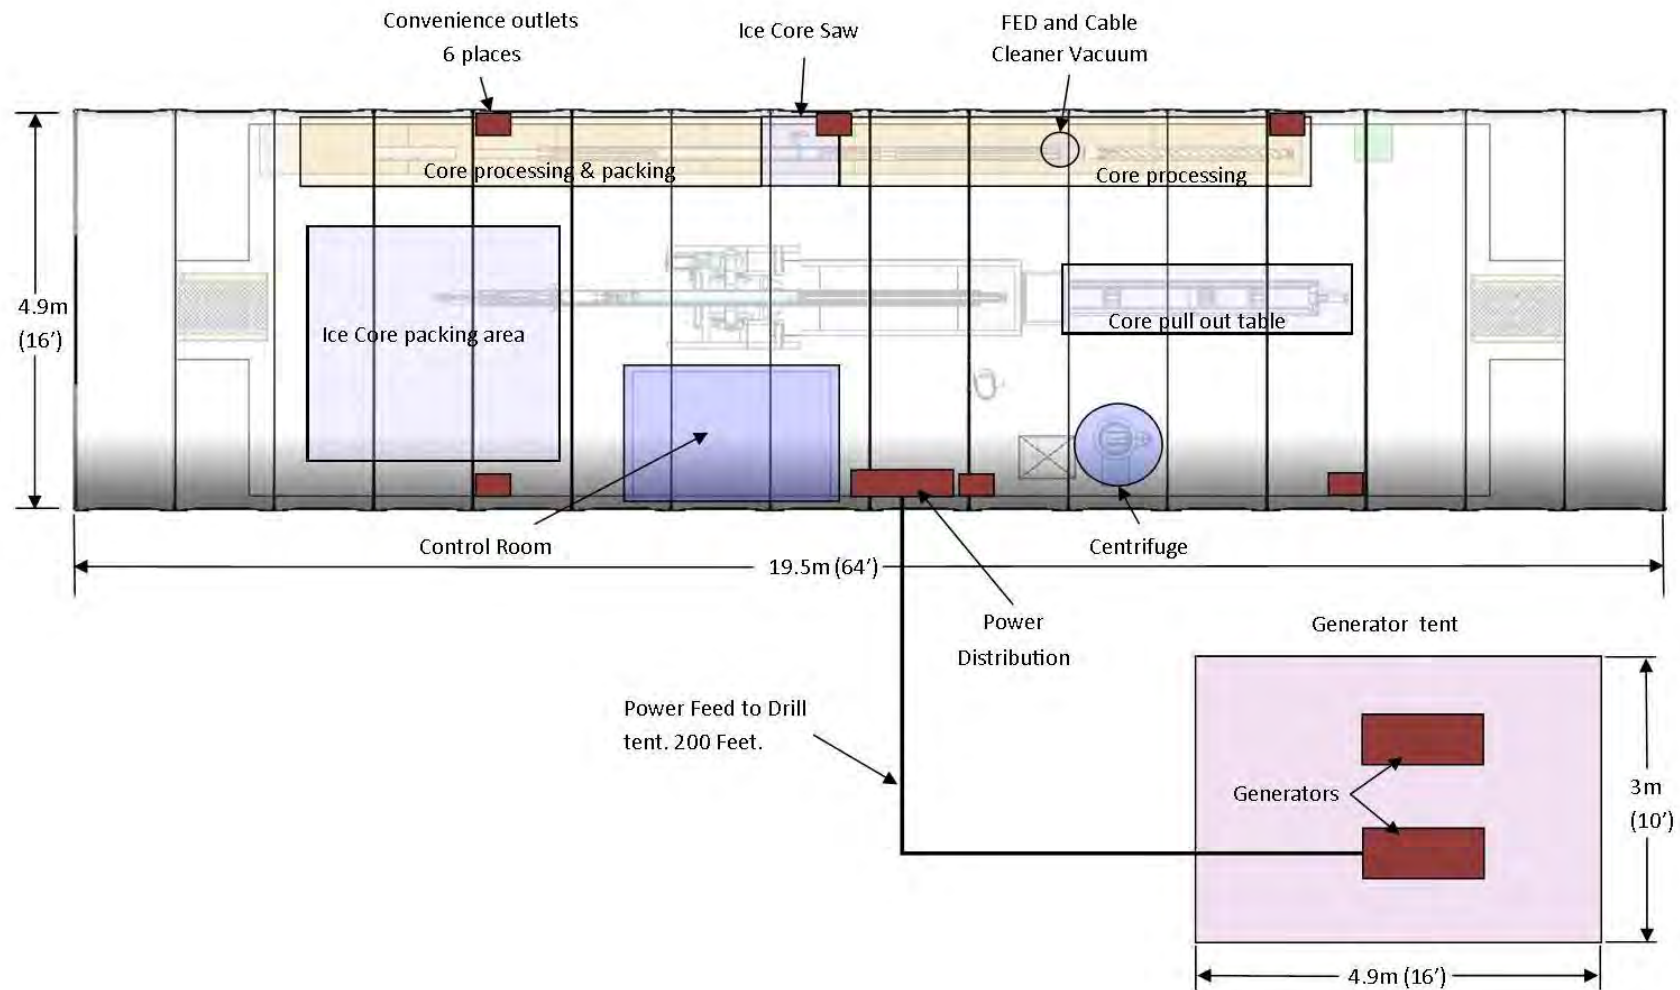 Convenience outlets
6 places
Ice Core Saw
FED and Cable
Cleaner Vacuum
Core processing & packing
Core processing
4.9m
(16’)
Ice Core packing area
Core pull out table
Control Room
Centrifuge
19.5m (64’)
Power
Distribution
Generator tent
Power Feed to Drill
tent. 200 Feet.
Generators
3m
(10’)
4.9m (16’)